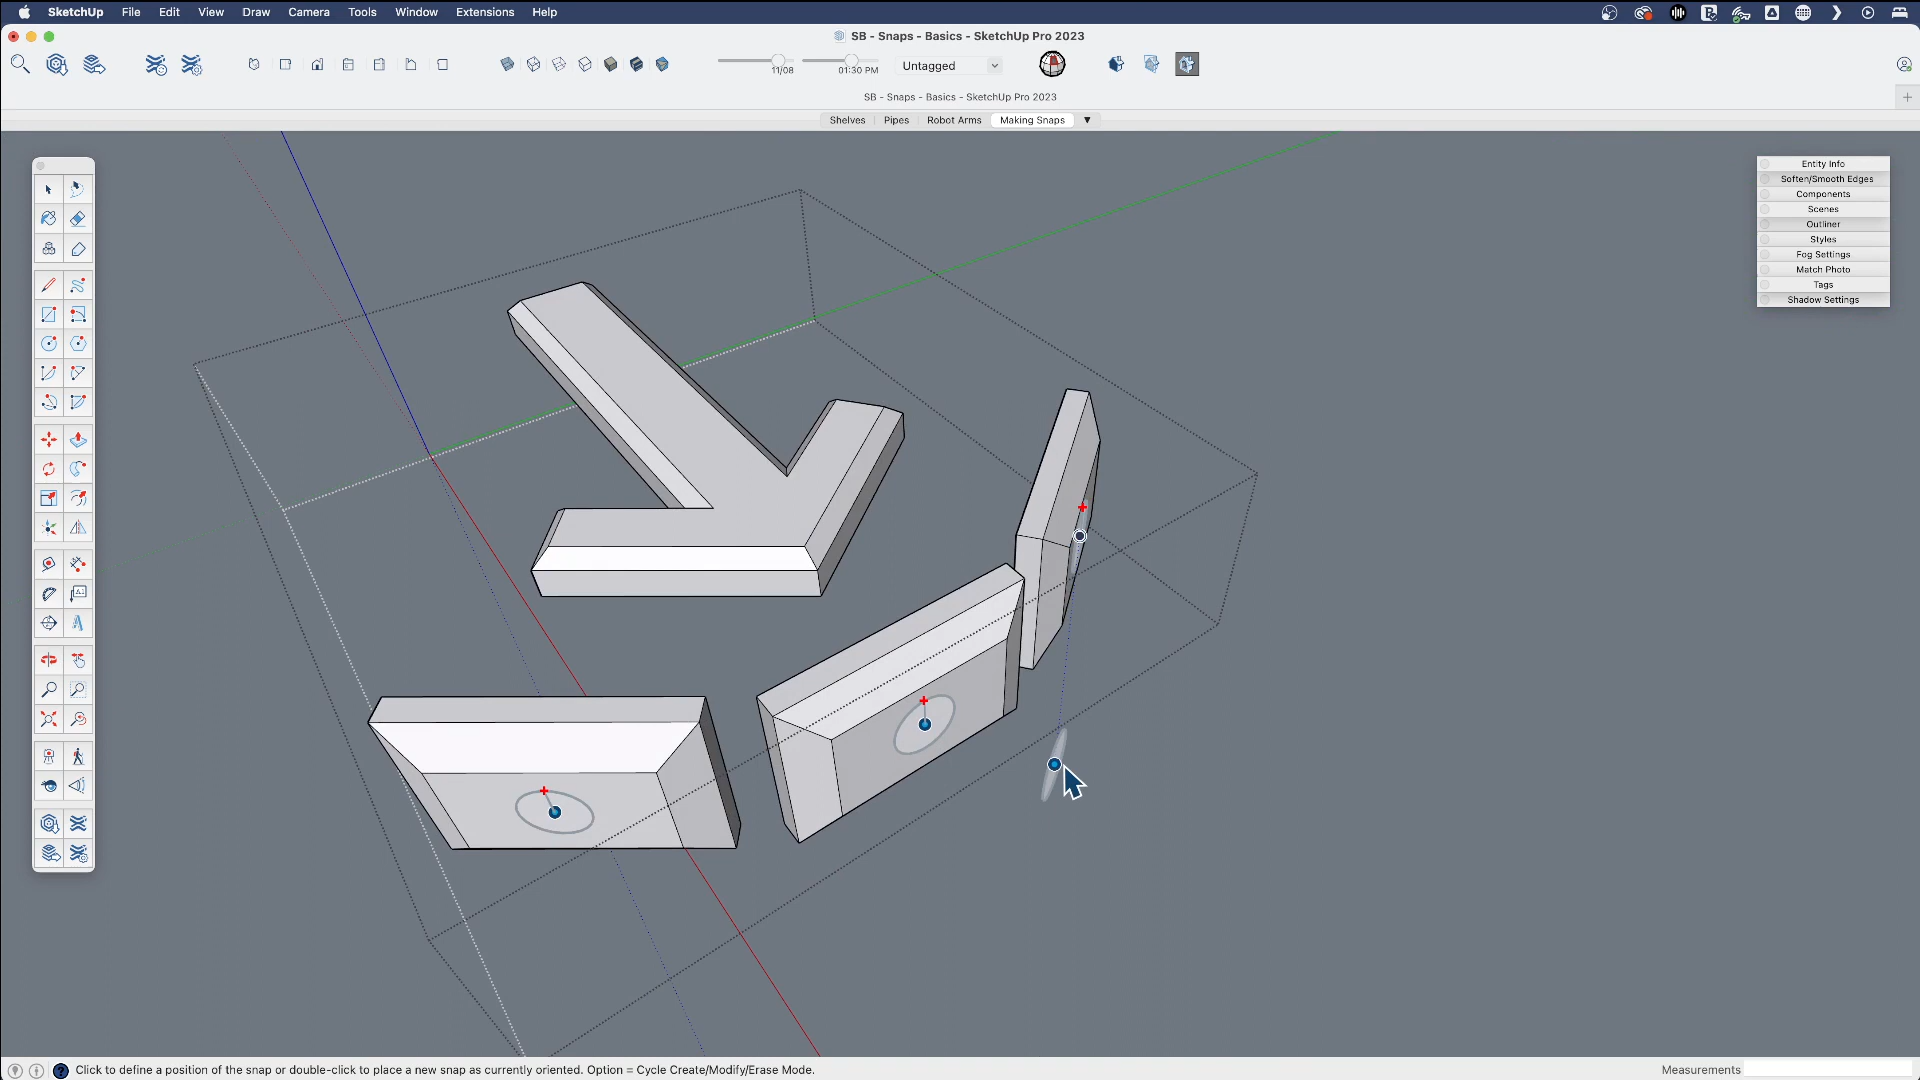 SketchUp File Edit View Draw Camera Tools Window Extensions Help
SB - Snaps - Basics - SketchUp Pro 2023
11/08
01:30 PM
Untagged
SB - Snaps - Basics - SketchUp Pro 2023
Shelves Pipes Robot Arms Making Snaps
Entity Info
Soften/Smooth Edges
Components
Scenes
Outliner
Styles
Fog Settings
Match Photo
Tags
Shadow Settings
Click to define a position of the snap or double-click to place a new snap as currently oriented. Option = Cycle Create/Modify/Erase Mode.
Measurements